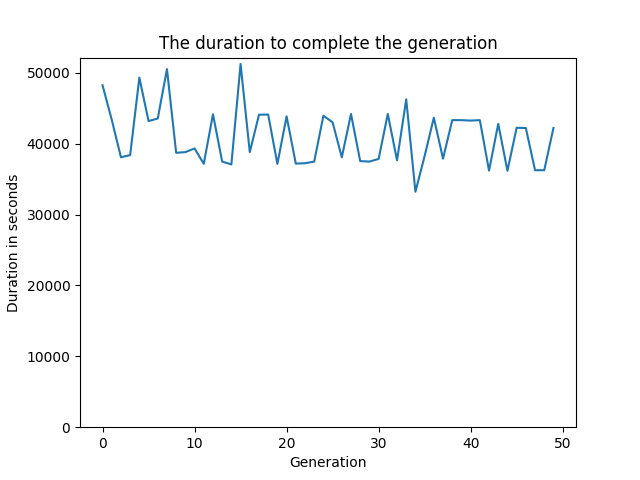 The duration to complete the generation
Duration in seconds
50000
40000
30000
20000
10000
0
0 10 20 30 40 50
Generation